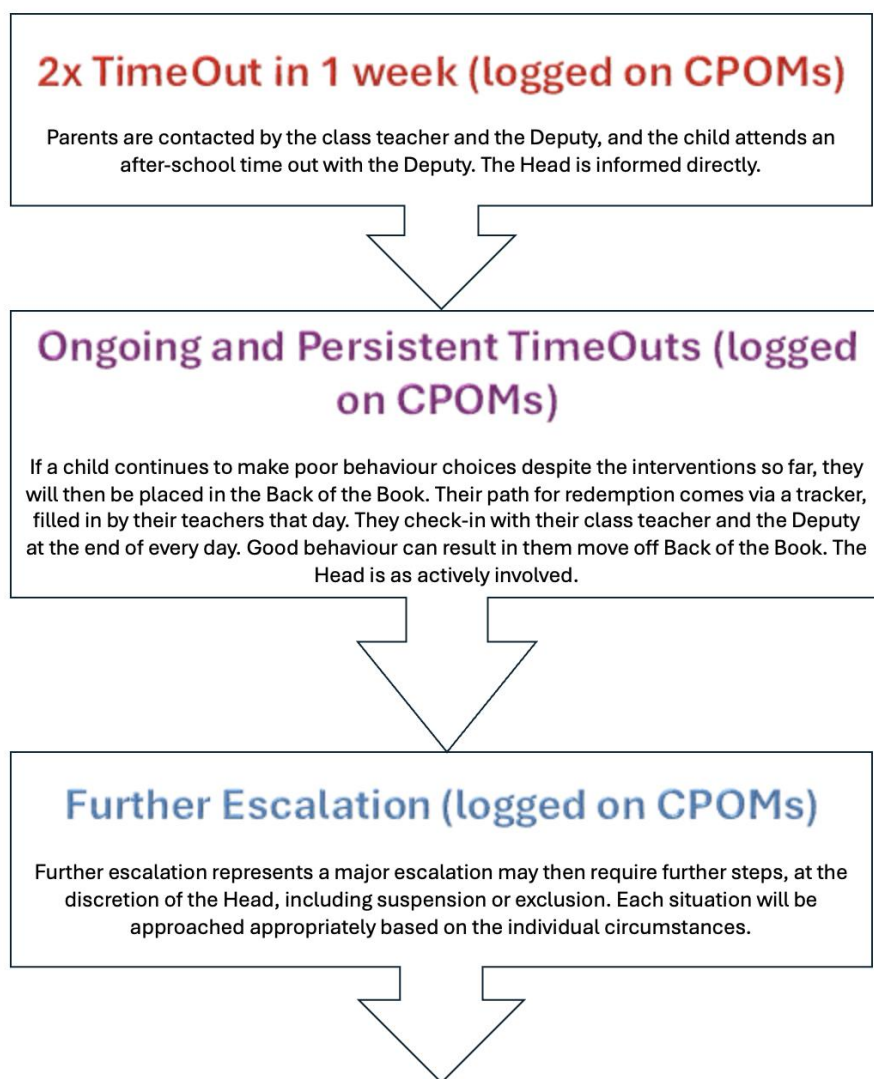 2x TimeOut in 1 week (logged on CPOMs)
Parents are contacted by the class teacher and the Deputy, and the child attends an
after-school time out with the Deputy. The Head is informed directly.
Ongoing and Persistent TimeOuts (logged
on CPOMs)
If a child continues to make poor behaviour choices despite the interventions so far, they
will then be placed in the Back of the Book. Their path for redemption comes via a tracker,
filled in by their teachers that day. They check-in with their class teacher and the Deputy
at the end of every day. Good behaviour can result in them move off Back of the Book. The
Head is as actively involved.
Further Escalation (logged on CPOMs)
Further escalation represents a major escalation may then require further steps, at the
discretion of the Head, including suspension or exclusion. Each situation will be
approached appropriately based on the individual circumstances.